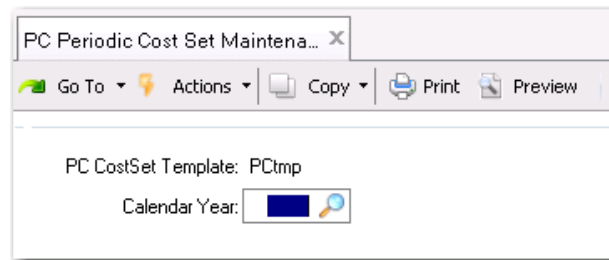 PC Periodic Cost Set Maintena... X
Go To Actions Copy Print Preview
PC CostSet Template: PCtmp
Calendar Year: